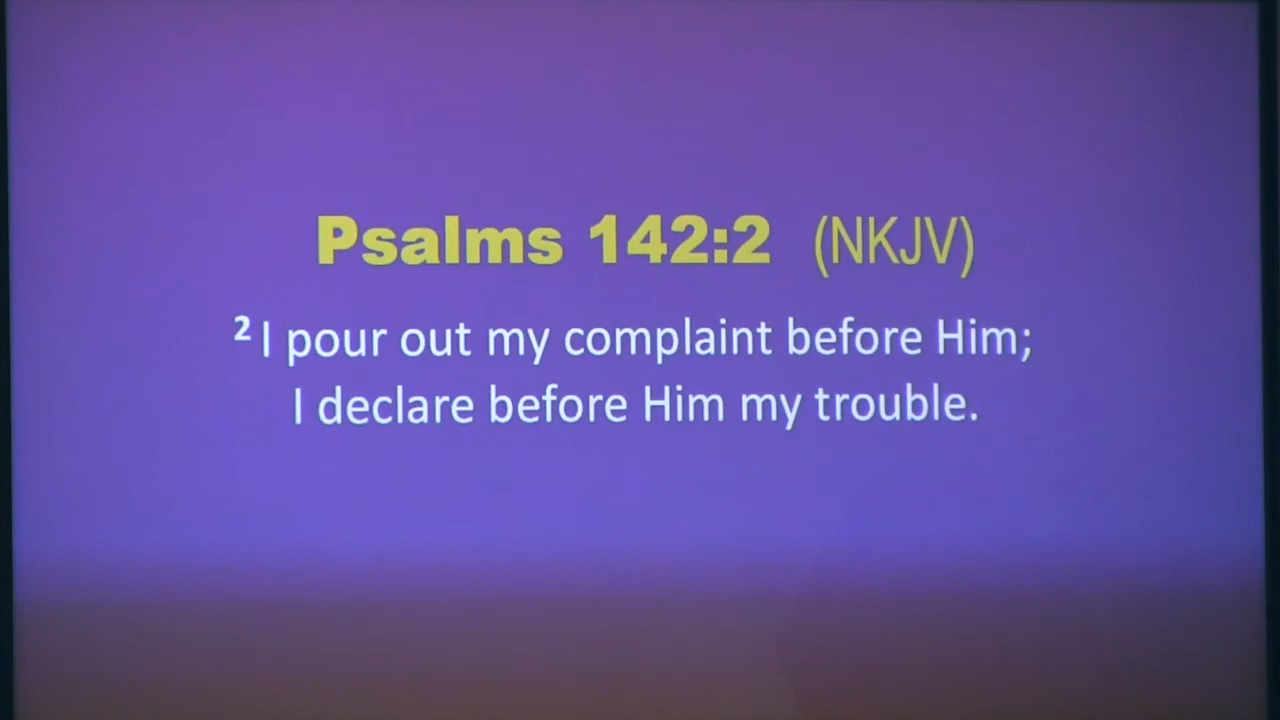 Psalms 142:2 (NKJV)
2 I pour out my complaint before Him;
I declare before Him my trouble.